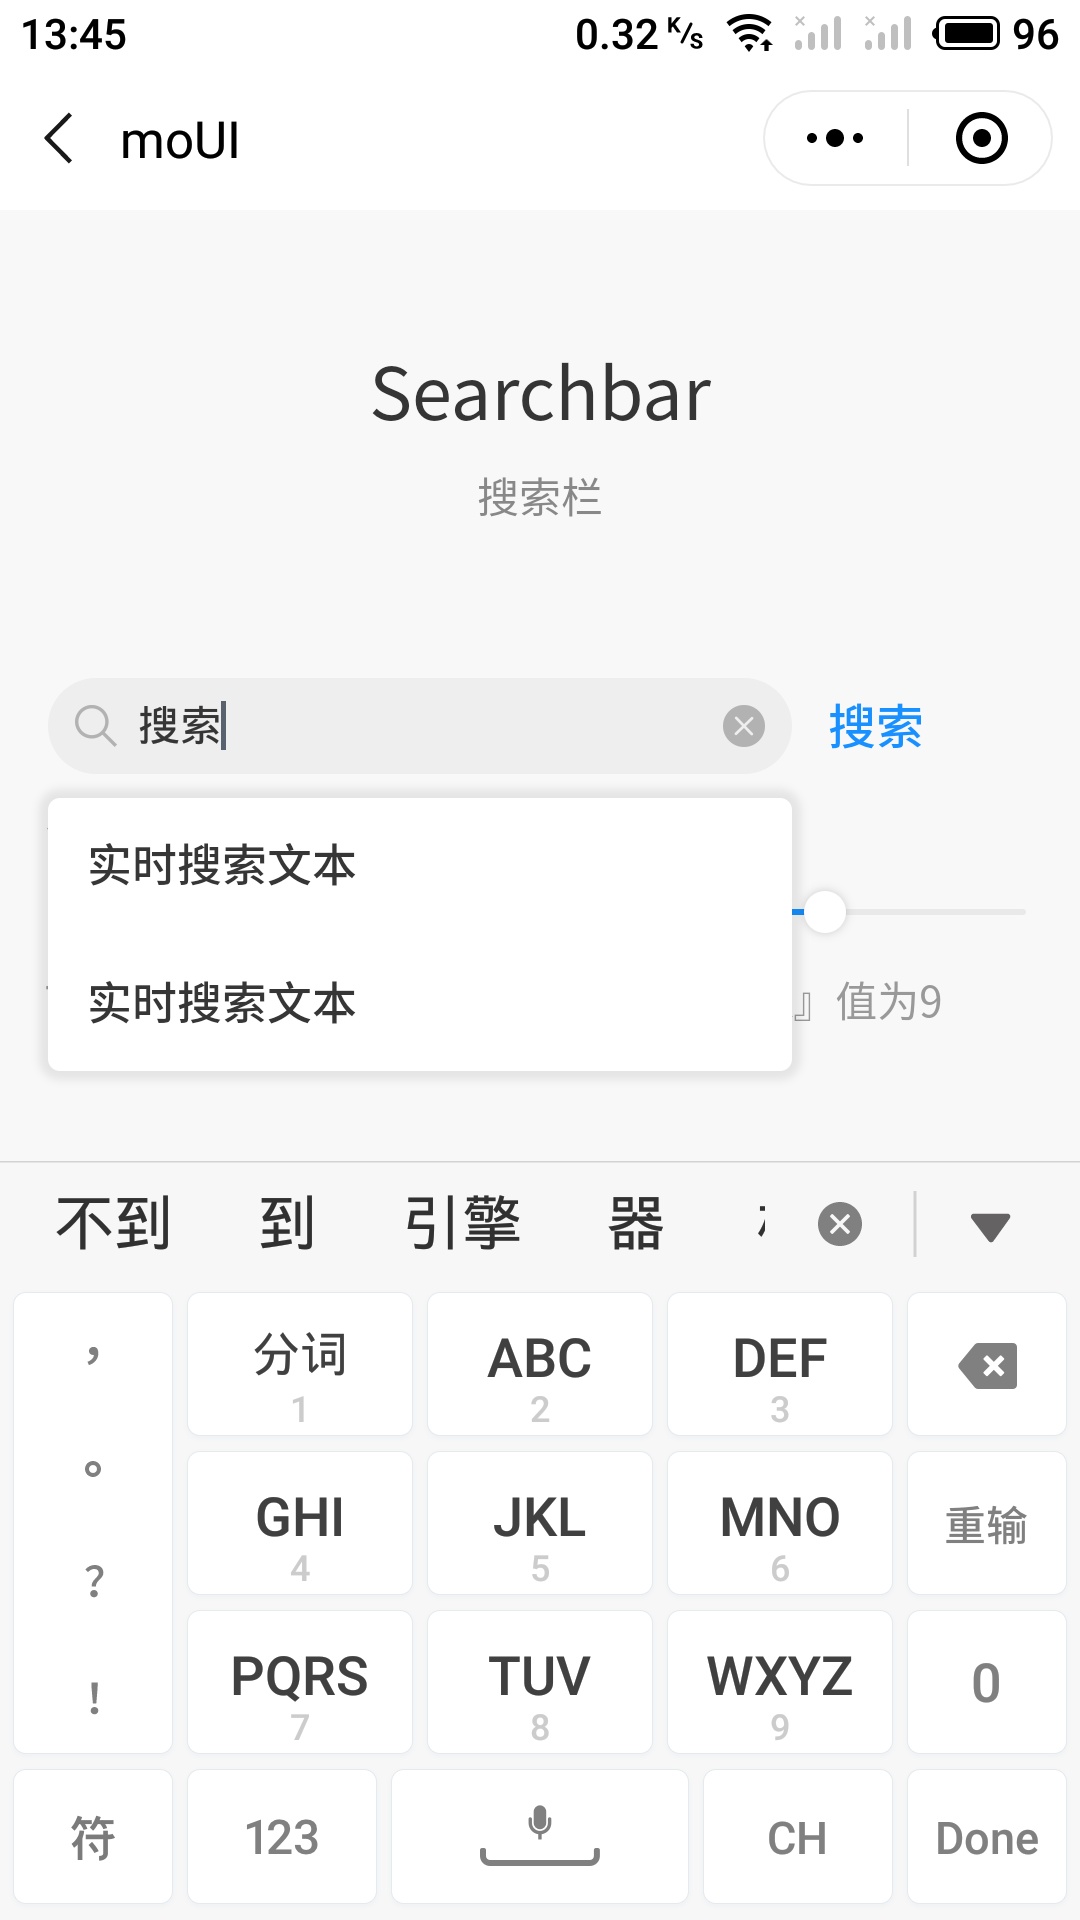 13:45 0.32 K/s 96
moUI
Searchbar
搜索栏
搜索 搜索
实时搜索文本
实时搜索文本
』值为9
不到 到 引擎 器
， 分词 1 ABC 2 DEF 3
。 GHI 4 JKL 5 MNO 6 重输
？ PQRS 7 TUV 8 WXYZ 9 0
！
符 123 CH Done